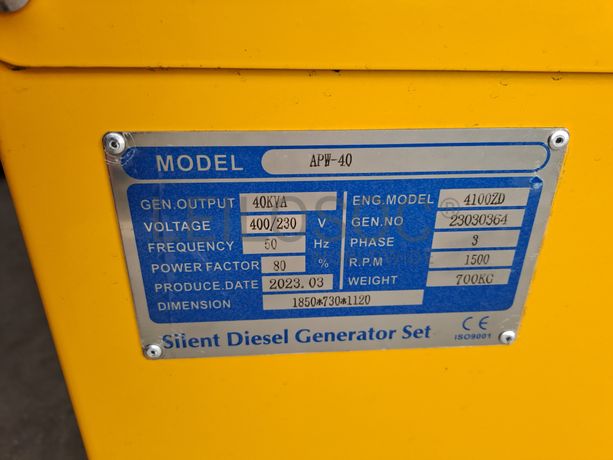 MODEL APW-40
GEN.OUTPUT 40KVA
VOLTAGE 400/230 V
FREQUENCY 50 Hz
POWER FACTOR 80 %
PRODUCE.DATE 2023.03
DIMENSION 1850*730*1120
ENG.MODEL 4100ZD
GEN.NO 23030364
PHASE 3
R.P.M 1500
WEIGHT 700KG
Silent Diesel Generator Set
CE
ISO9001